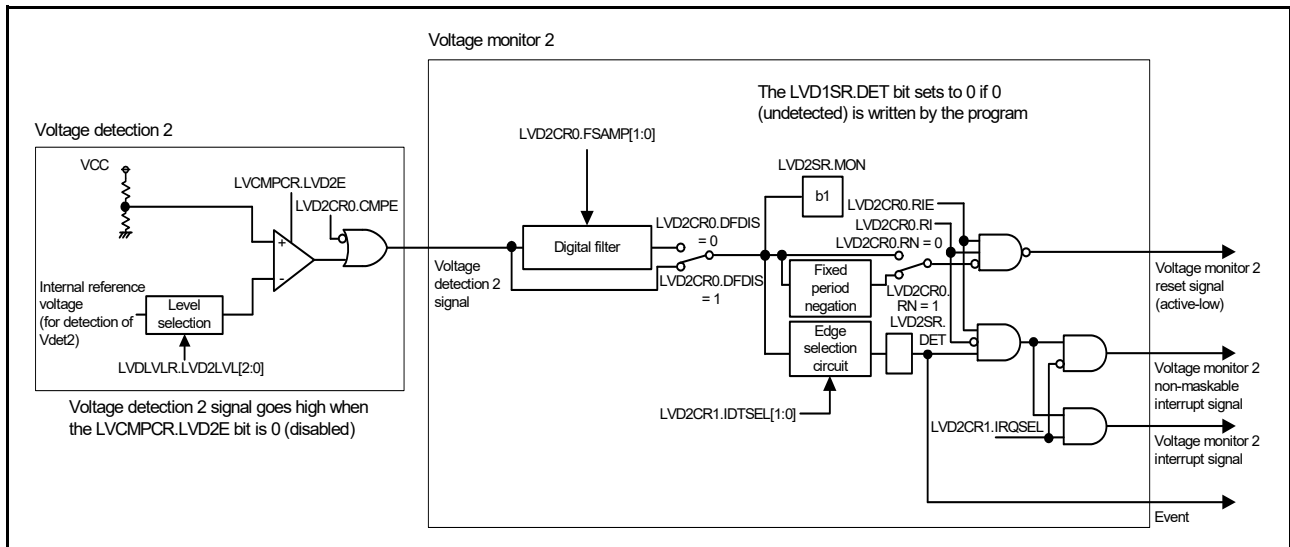 Voltage monitor 2
The LVD1SR.DET bit sets to 0 if 0
(undetected) is written by the program
Voltage detection 2
LVD2CR0.FSAMP[1:0]
VCC
LVCMPCR.LVD2E
LVD2CR0.CMPE
LVD2SR.MON
b1
LVD2CR0.RIE
LVD2CR0.RI
LVD2CR0.DFDIS
= 0
LVD2CR0.RN = 0
+
-
Digital filter
Voltage
detection 2
signal
LVD2CR0.DFDIS
= 1
Fixed
period
negation
LVD2CR0.
RN = 1
Voltage monitor 2
reset signal
(active-low)
Internal reference
voltage
(for detection of
Vdet2)
Level
selection
LVDLVLR.LVD2LVL[2:0]
LVD2SR.
DET
Edge
selection
circuit
Voltage monitor 2
non-maskable
interrupt signal
LVD2CR1.IDTSEL[1:0]
LVD2CR1.IRQSEL
Voltage monitor 2
interrupt signal
Voltage detection 2 signal goes high when
the LVCMPCR.LVD2E bit is 0 (disabled)
Event